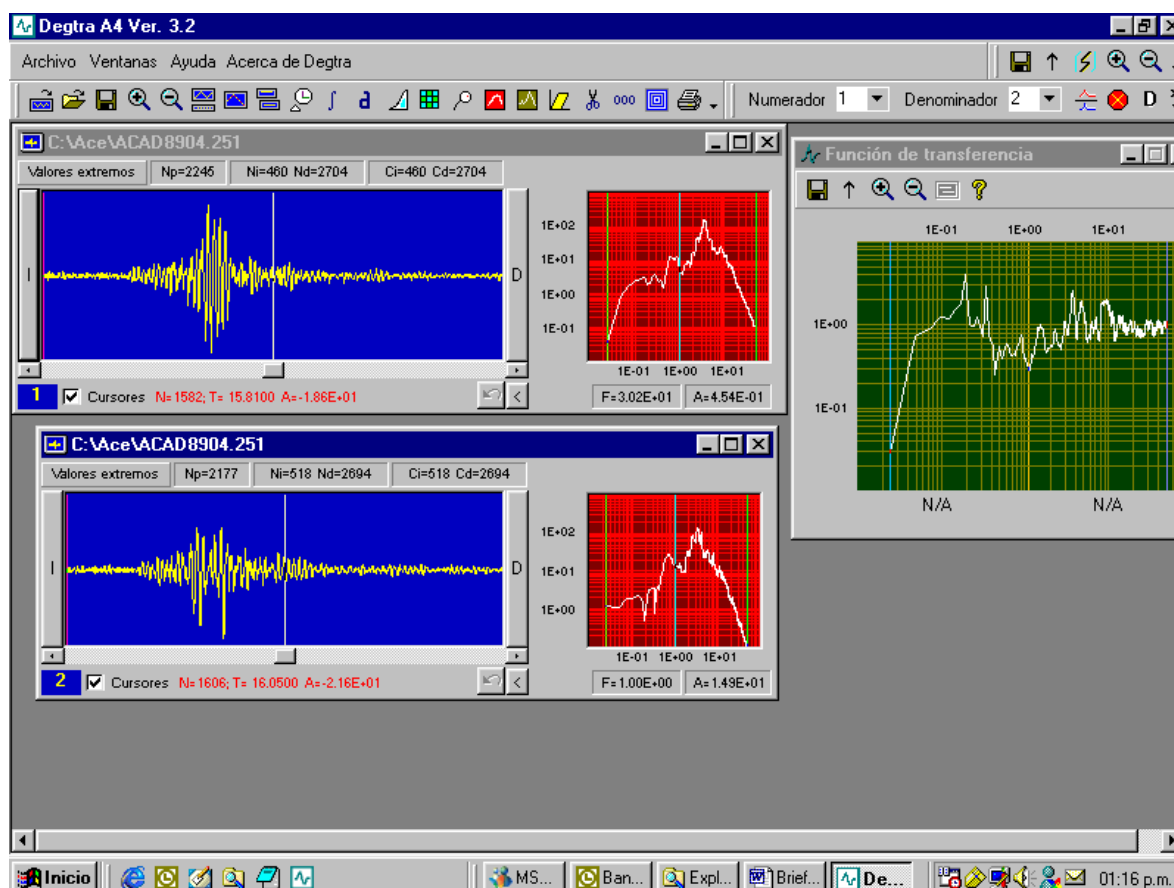 Degtra A4 Ver. 3.2
Archivo Ventanas Ayuda Acerca de Degtra
Numerador 1 Denominador 2 D
C:\Ace\ACAD8904.251
Valores extremos Np=2245 Ni=460 Nd=2704 Ci=460 Cd=2704
I D
1E+02
1E+01
1E+00
1E-01
1E-01 1E+00 1E+01
1 Cursores N=1582; T= 15.8100 A=-1.86E+01 < F=3.02E+01 A=4.54E-01
C:\Ace\ACAD8904.251
Valores extremos Np=2177 Ni=518 Nd=2694 Ci=518 Cd=2694
I D
1E+02
1E+01
1E+00
1E-01 1E+00 1E+01
2 Cursores N=1606; T= 16.0500 A=-2.16E+01 < F=1.00E+00 A=1.49E+01
Función de transferencia
1E-01 1E+00 1E+01
1E+00
1E-01
N/A N/A
Inicio MS... Ban... Expl... Brief... De... 01:16 p.m.